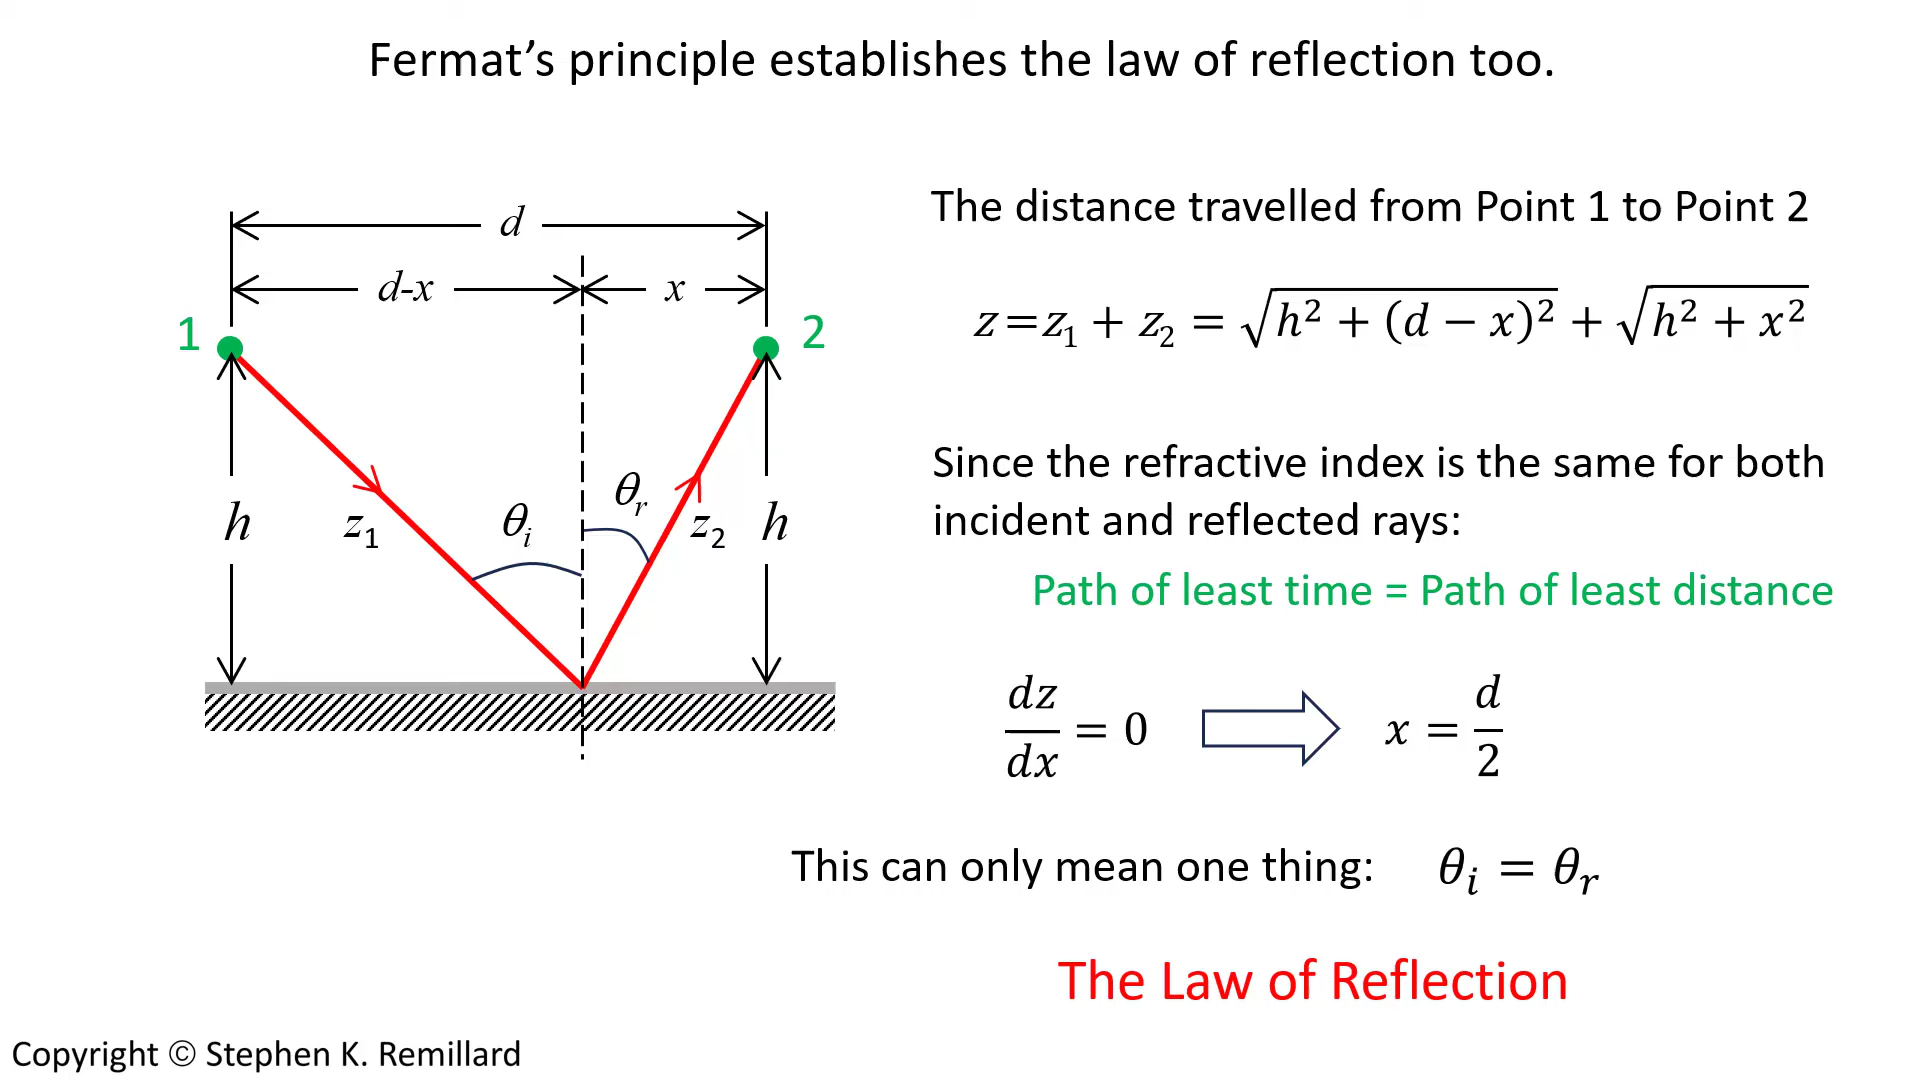 Fermat’s principle establishes the law of reflection too.
d
d-x x
1 2
h z₁ θᵢ θᵣ z₂ h
The distance travelled from Point 1 to Point 2
z=z₁ + z₂ = √(h² + (d − x)²) + √(h² + x²)
Since the refractive index is the same for both
incident and reflected rays:
Path of least time = Path of least distance
dz/dx = 0 x = d/2
This can only mean one thing: θᵢ = θᵣ
The Law of Reflection
Copyright © Stephen K. Remillard